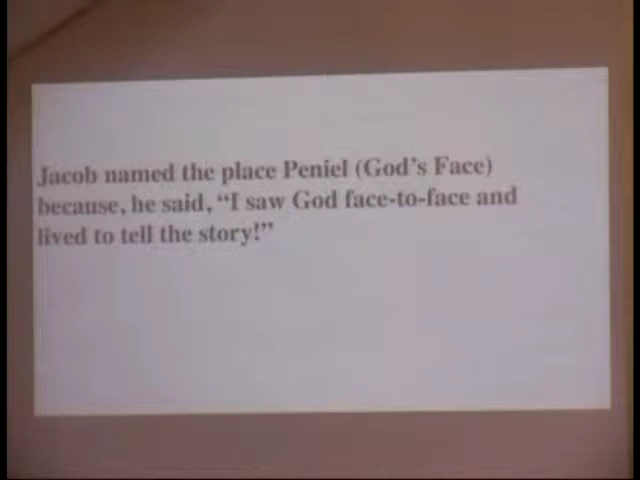 Jacob named the place Peniel (God's Face)
because, he said, “I saw God face-to-face and
lived to tell the story!”